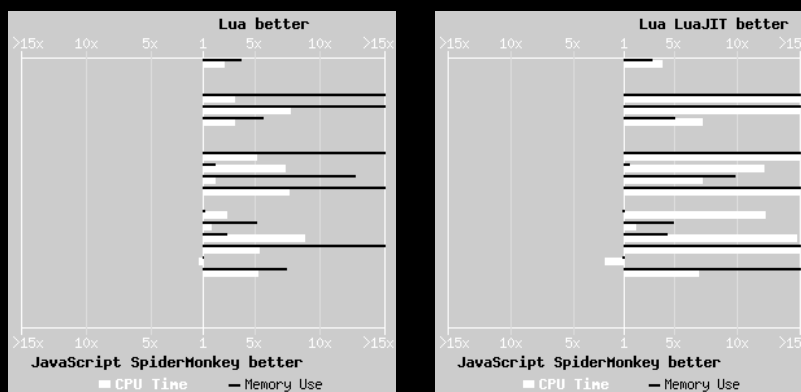 Lua better
>15x 10x 5x 1 5x 10x >15x
>15x 10x 5x 1 5x 10x >15x
JavaScript SpiderMonkey better
CPU Time Memory Use
Lua LuaJIT better
>15x 10x 5x 1 5x 10x >15x
>15x 10x 5x 1 5x 10x >15x
JavaScript SpiderMonkey better
CPU Time Memory Use